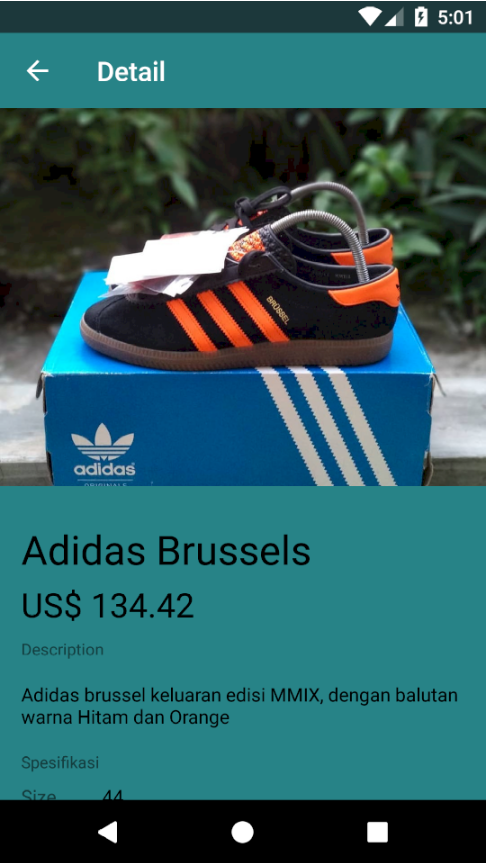 5:01
Detail
BRÜSSEL
adidas
ORIGINALS
Adidas Brussels
US$ 134.42
Description
Adidas brussel keluaran edisi MMIX, dengan balutan
warna Hitam dan Orange
Spesifikasi
Size 44